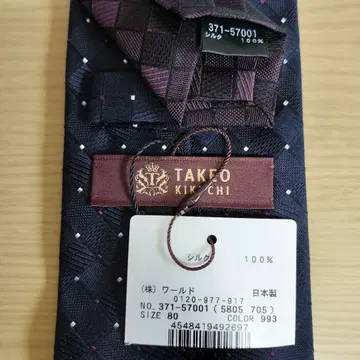 371-57001
シルク 100%
TAKEO
KIKUCHI
シルク 100%
(株) ワールド 日本製
0120-977-917
NO. 371-57001 ( 5805 705 )
SIZE 80 COLOR 993
4548419492697